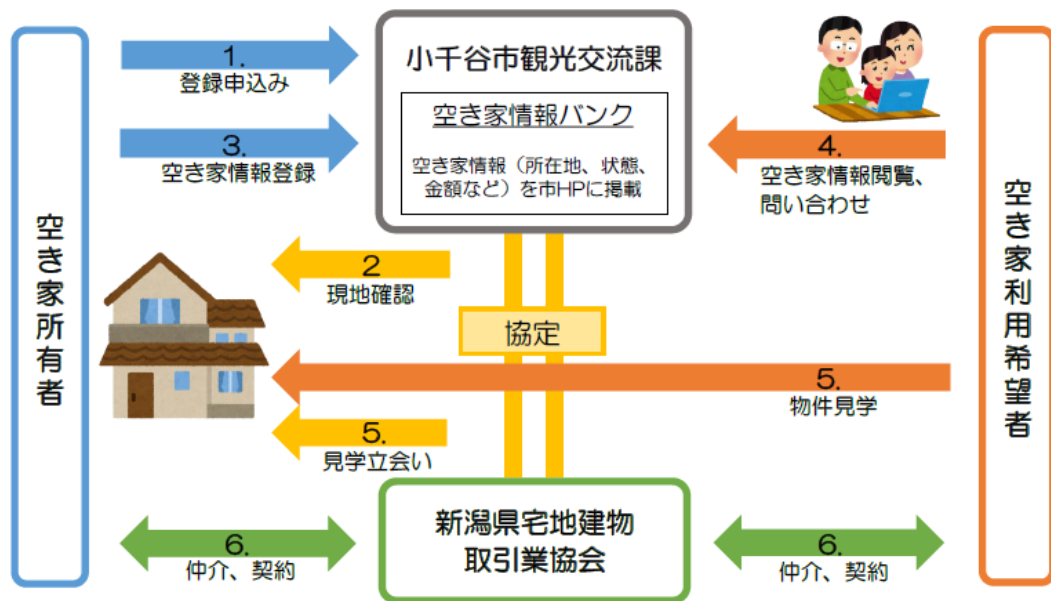 空き家所有者
1.
登録申込み
3.
空き家情報登録
小千谷市観光交流課
空き家情報バンク
空き家情報（所在地、状態、
金額など）を市HPに掲載
4.
空き家情報閲覧、
問い合わせ
空き家利用希望者
2
現地確認
協定
5.
物件見学
5.
見学立会い
6.
仲介、契約
新潟県宅地建物
取引業協会
6.
仲介、契約